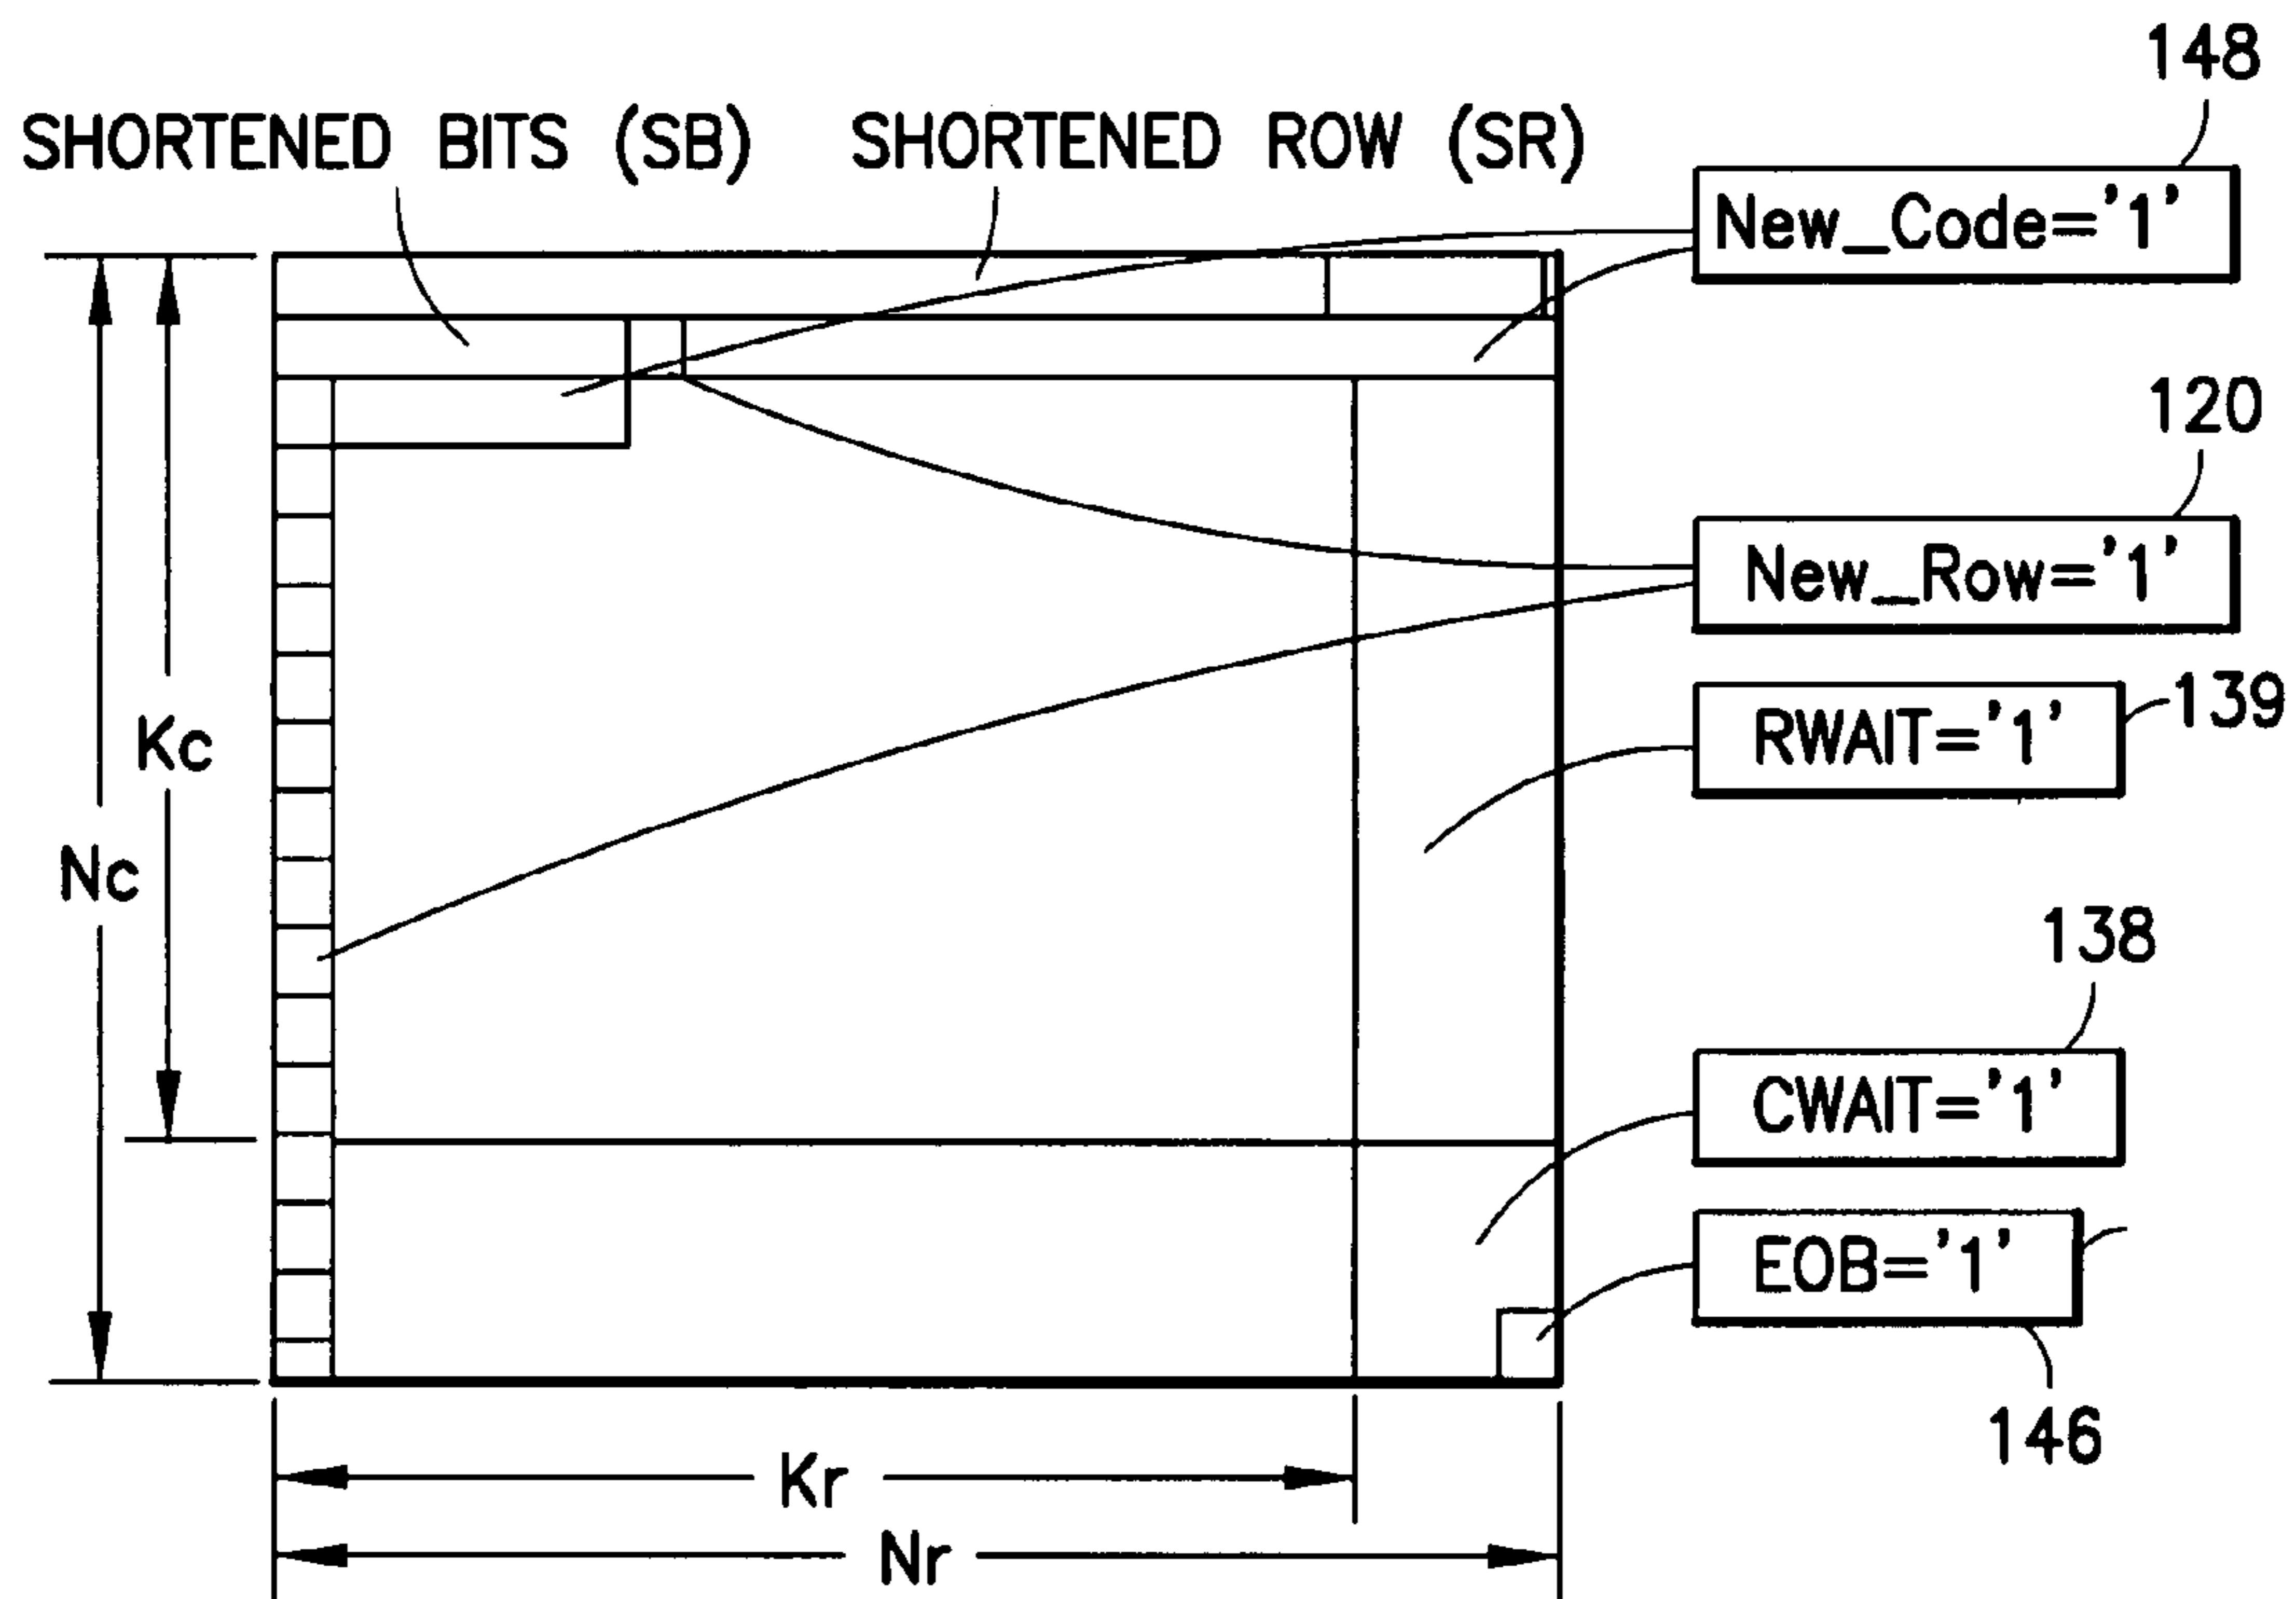 148
SHORTENED BITS (SB)
SHORTENED ROW (SR)
New_Code='1'
120
New_Row='1'
139
RWAIT='1'
Kc
Nc
138
CWAIT='1'
EOB='1'
146
Kr
Nr